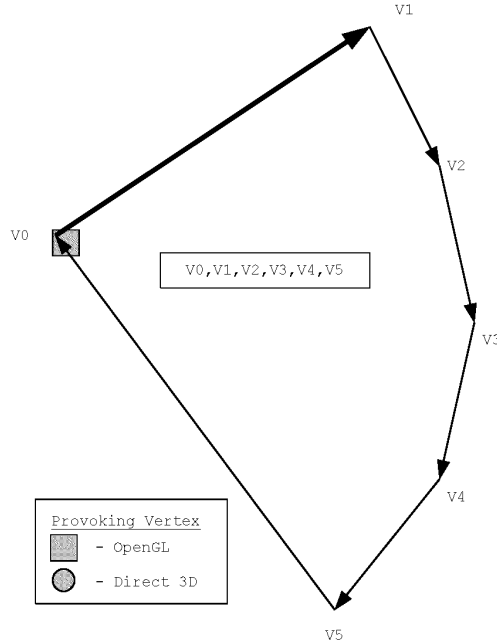 V1
V2
V0
V0,V1,V2,V3,V4,V5
V3
V4
Provoking Vertex
- OpenGL
- Direct 3D
V5